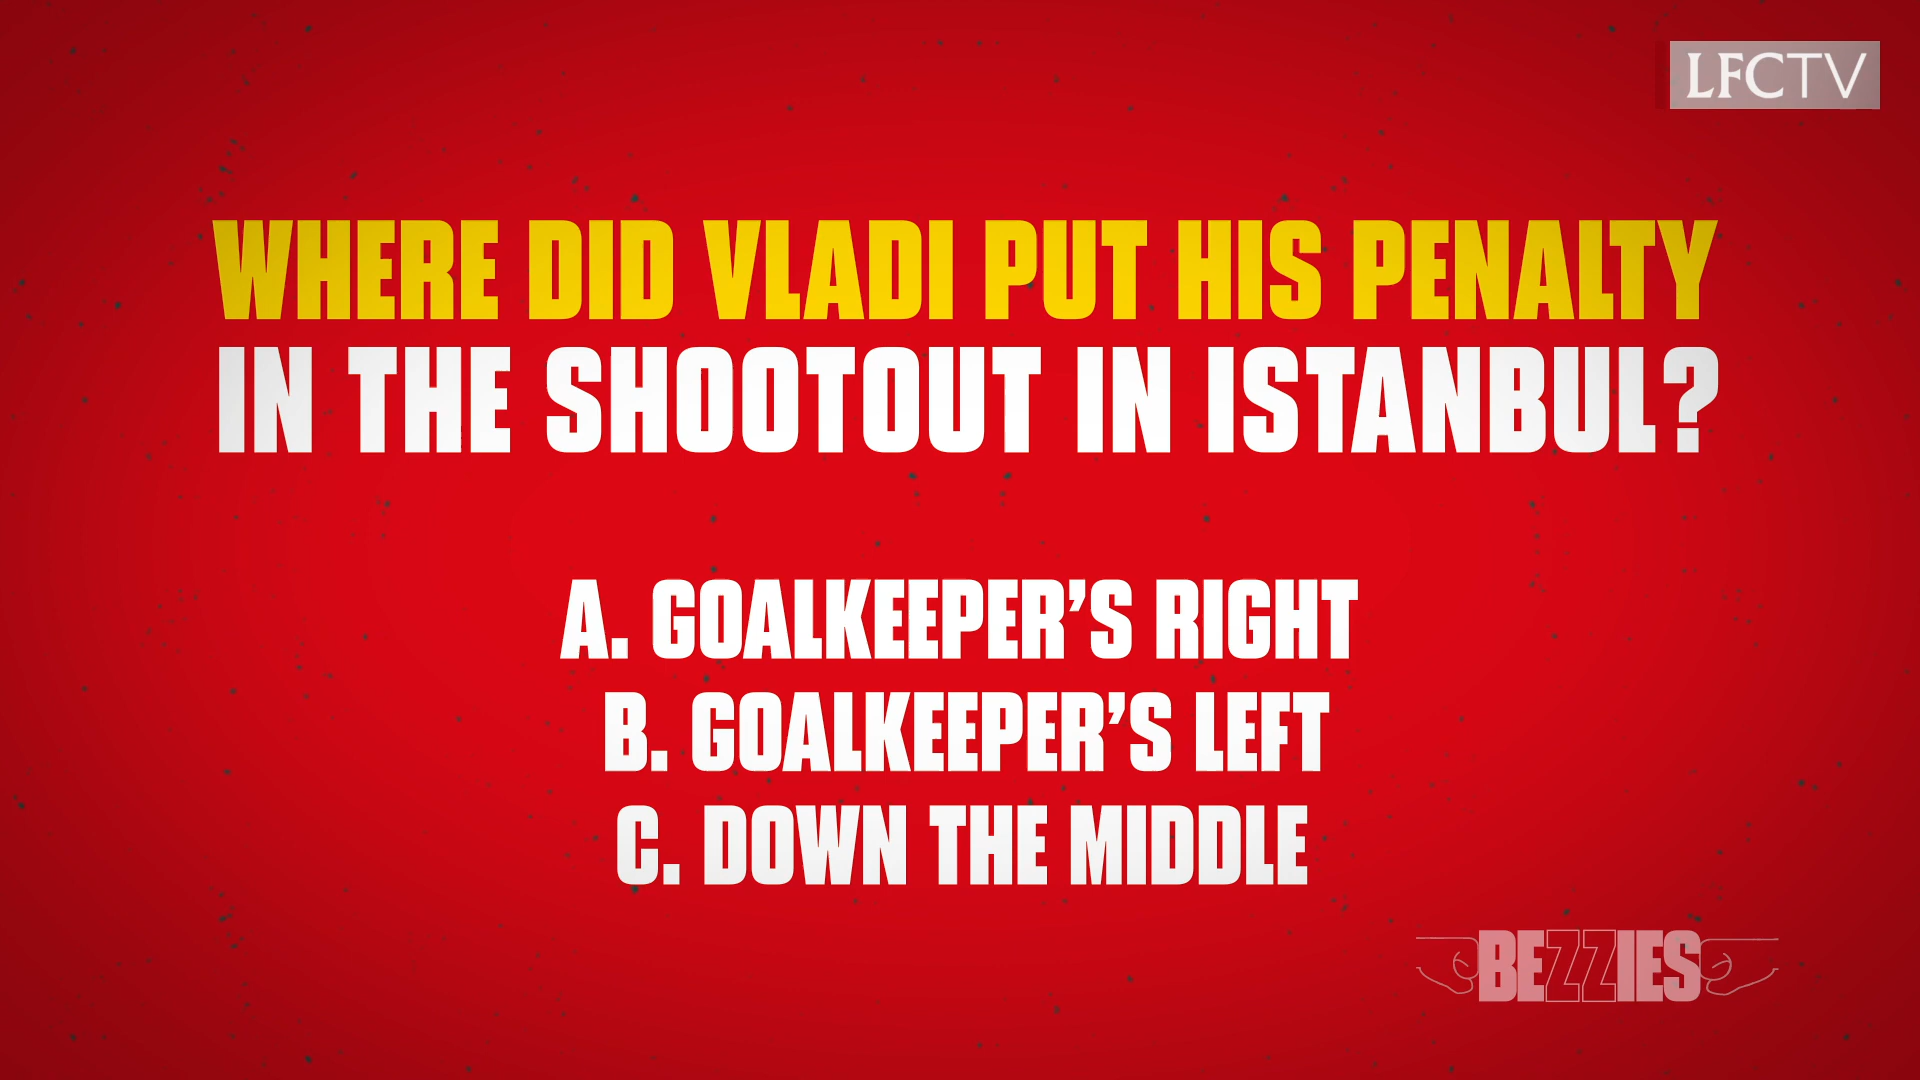 LFCTV
WHERE DID VLADI PUT HIS PENALTY
IN THE SHOOTOUT IN ISTANBUL?
A. GOALKEEPER’S RIGHT
B. GOALKEEPER’S LEFT
C. DOWN THE MIDDLE
BEZZIES